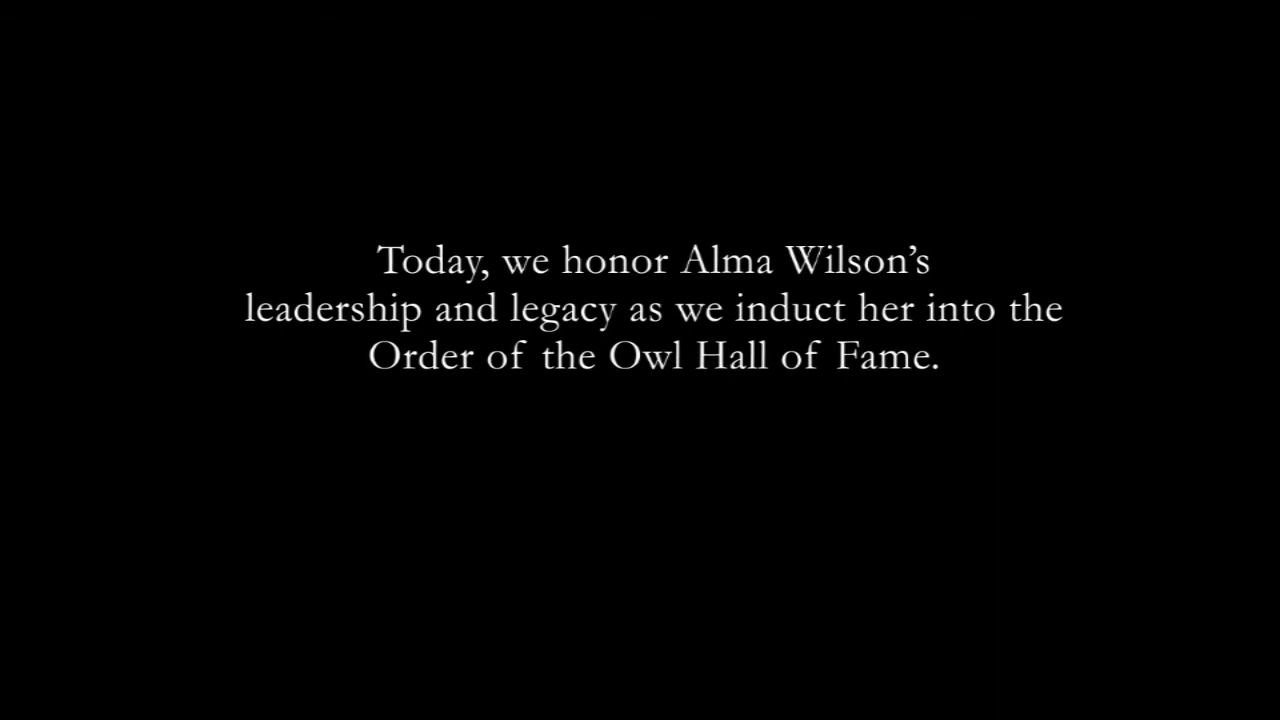 Today, we honor Alma Wilson’s
leadership and legacy as we induct her into the
Order of the Owl Hall of Fame.